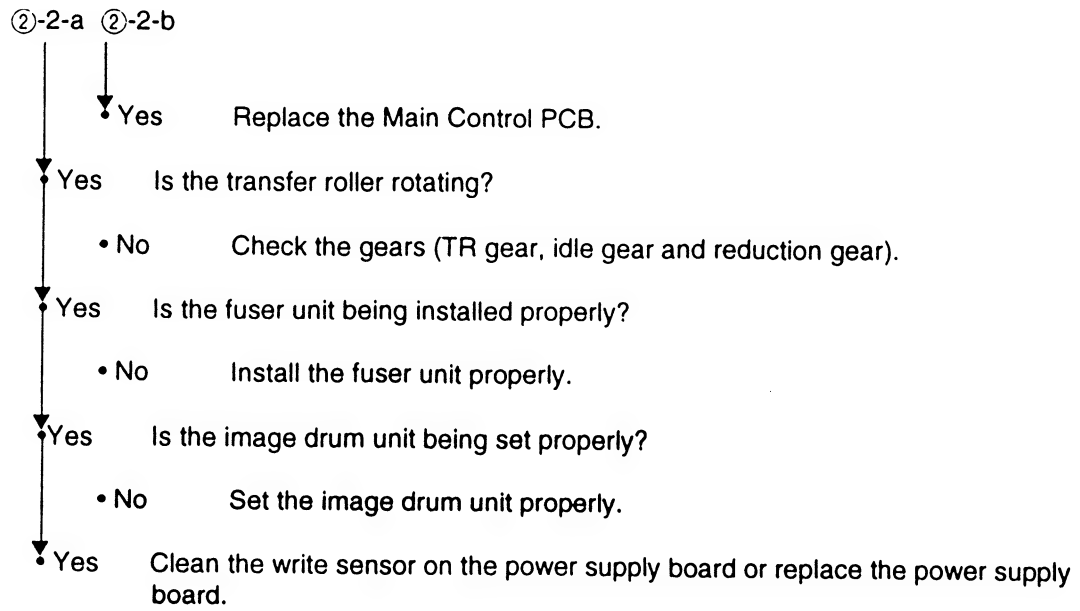 ②-2-a ②-2-b
• Yes Replace the Main Control PCB.
• Yes Is the transfer roller rotating?
• No Check the gears (TR gear, idle gear and reduction gear).
• Yes Is the fuser unit being installed properly?
• No Install the fuser unit properly.
• Yes Is the image drum unit being set properly?
• No Set the image drum unit properly.
• Yes Clean the write sensor on the power supply board or replace the power supply
board.